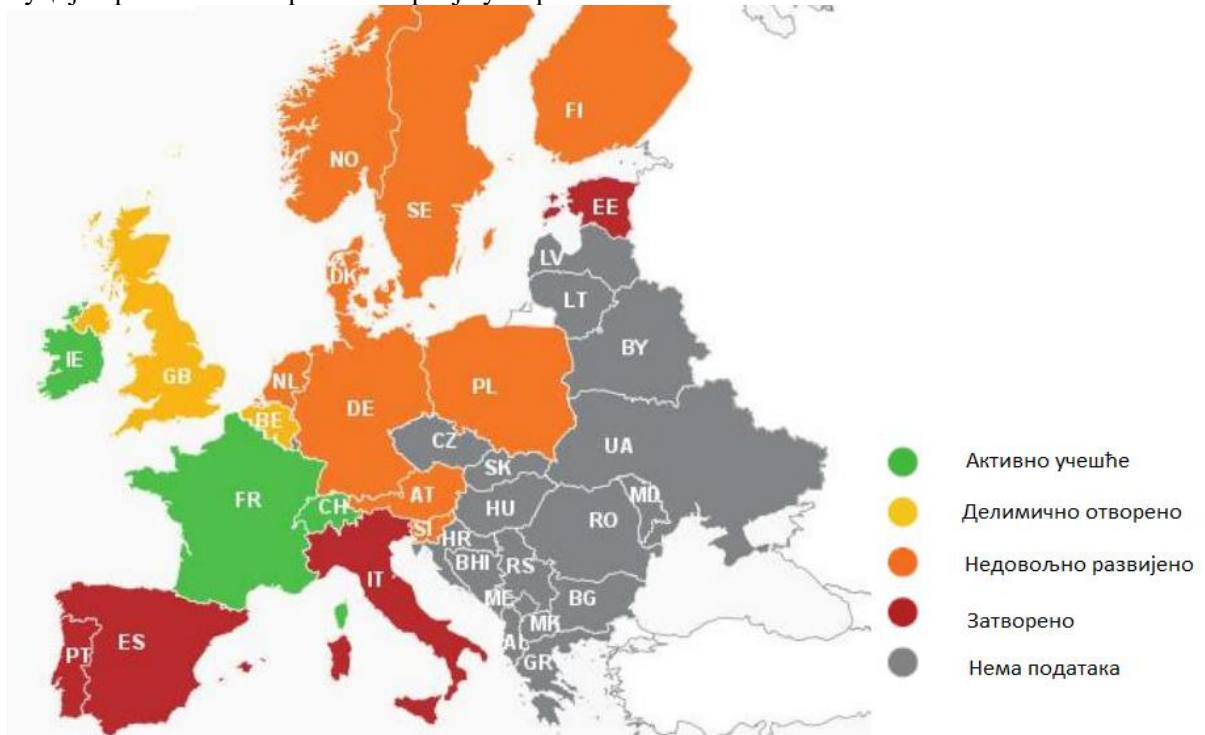 FI
NO
SE
EE
LV
DK
LT
BY
IE
GB
NL
PL
DE
BE
CZ
UA
SK
FR
AT
MD
CH
HU
RO
SI
HR
BHI
RS
IT
ME
BG
MK
ES
PT
AL
GR
Активно учешће
Делимично отворено
Недовољно развијено
Затворено
Нема података